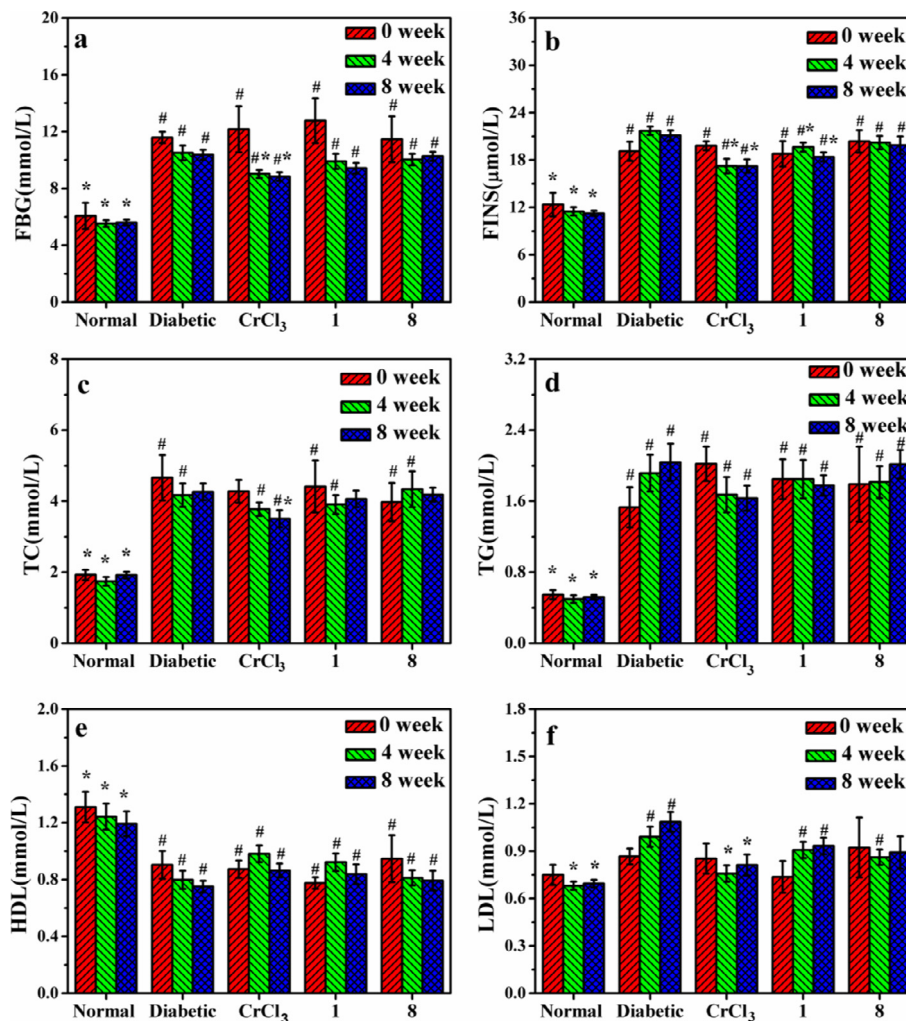 a
0 week
4 week
8 week
FBG(mmol/L)
20
16
12
8
4
0
# # # # # # # # # # # #
#* #*
* * *
Normal Diabetic CrCl₃ 1 8
b
0 week
4 week
8 week
FINS(μmol/L)
36
30
24
18
12
6
0
# # # # #* #* # #* #* # # #
* * *
Normal Diabetic CrCl₃ 1 8
c
0 week
4 week
8 week
TC(mmol/L)
8
6
4
2
0
# # # #* # # # #
* * *
Normal Diabetic CrCl₃ 1 8
d
0 week
4 week
8 week
TG(mmol/L)
3.2
2.4
1.6
0.8
0.0
# # # # # # # # # # # #
* * *
Normal Diabetic CrCl₃ 1 8
e
0 week
4 week
8 week
HDL(mmol/L)
2.0
1.6
1.2
0.8
0.4
0.0
* * *
# # # # # # # # # # # #
Normal Diabetic CrCl₃ 1 8
f
0 week
4 week
8 week
LDL(mmol/L)
1.8
1.5
1.2
0.9
0.6
0.3
0.0
* * # # * * # # #
Normal Diabetic CrCl₃ 1 8